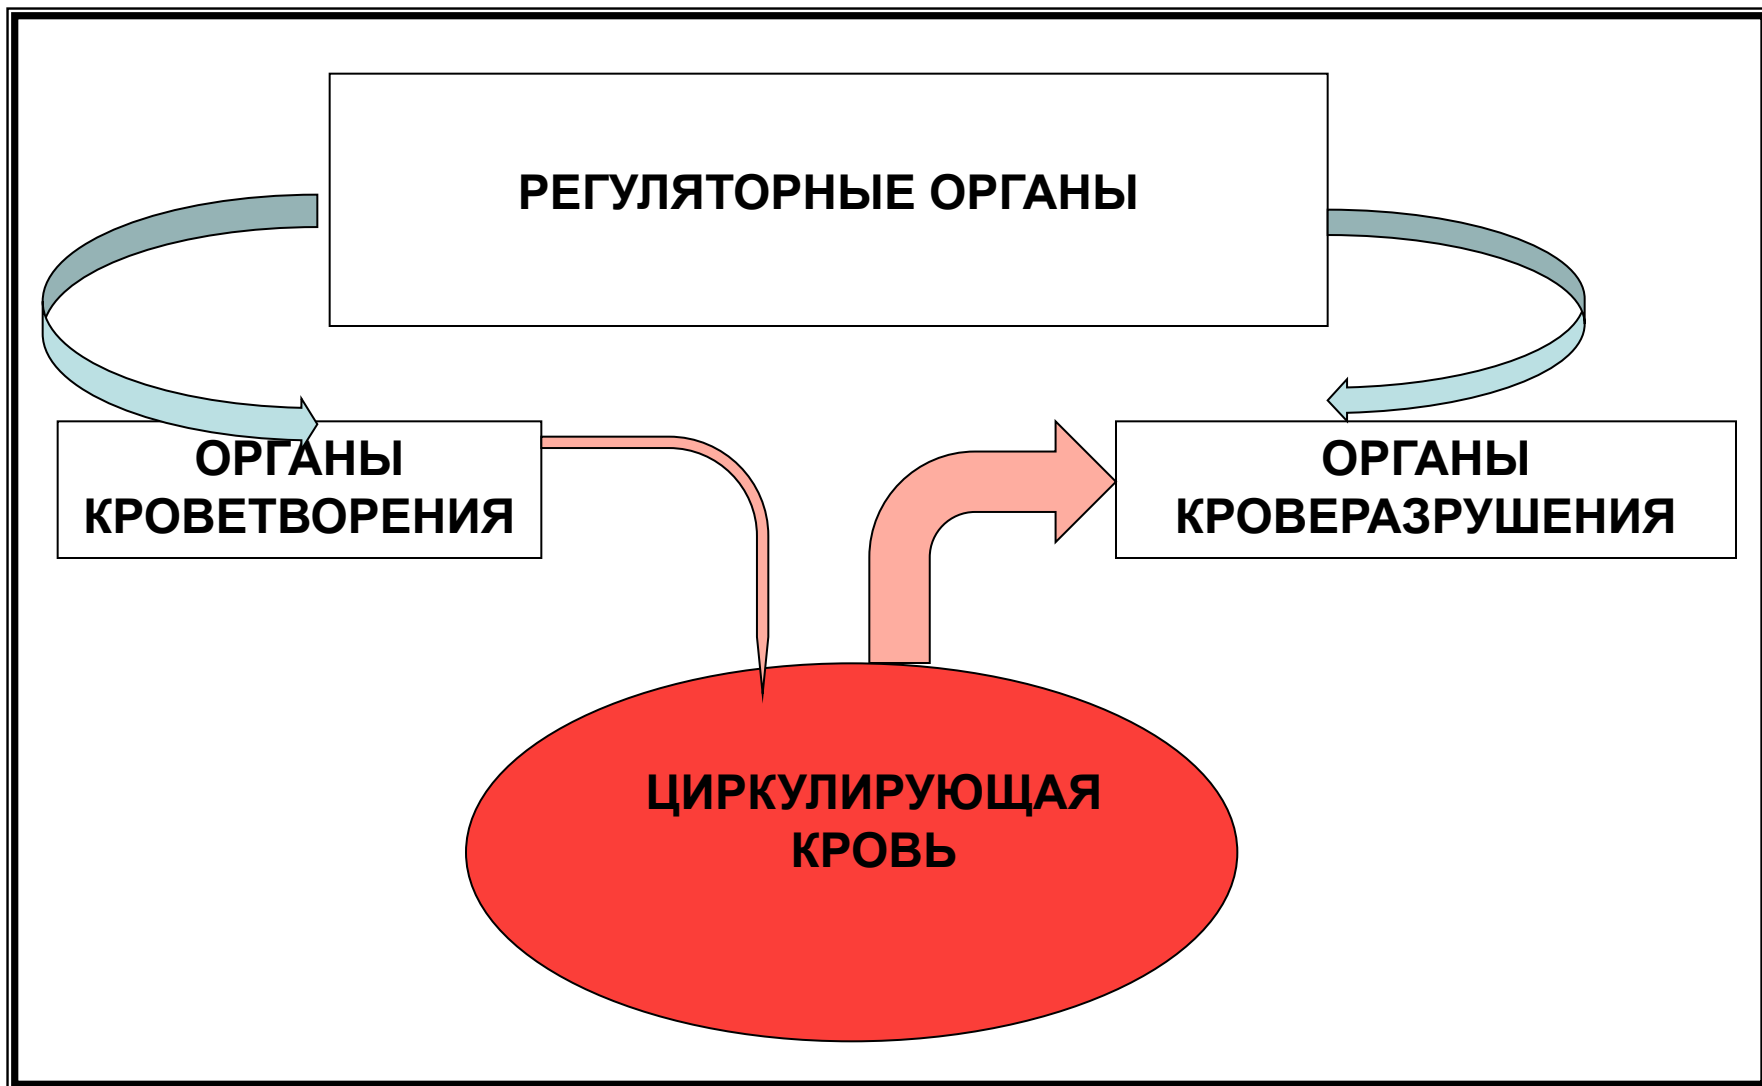 РЕГУЛЯТОРНЫЕ ОРГАНЫ
ОРГАНЫ
КРОВЕТВОРЕНИЯ
ОРГАНЫ
КРОВЕРАЗРУШЕНИЯ
ЦИРКУЛИРУЮЩАЯ
КРОВЬ